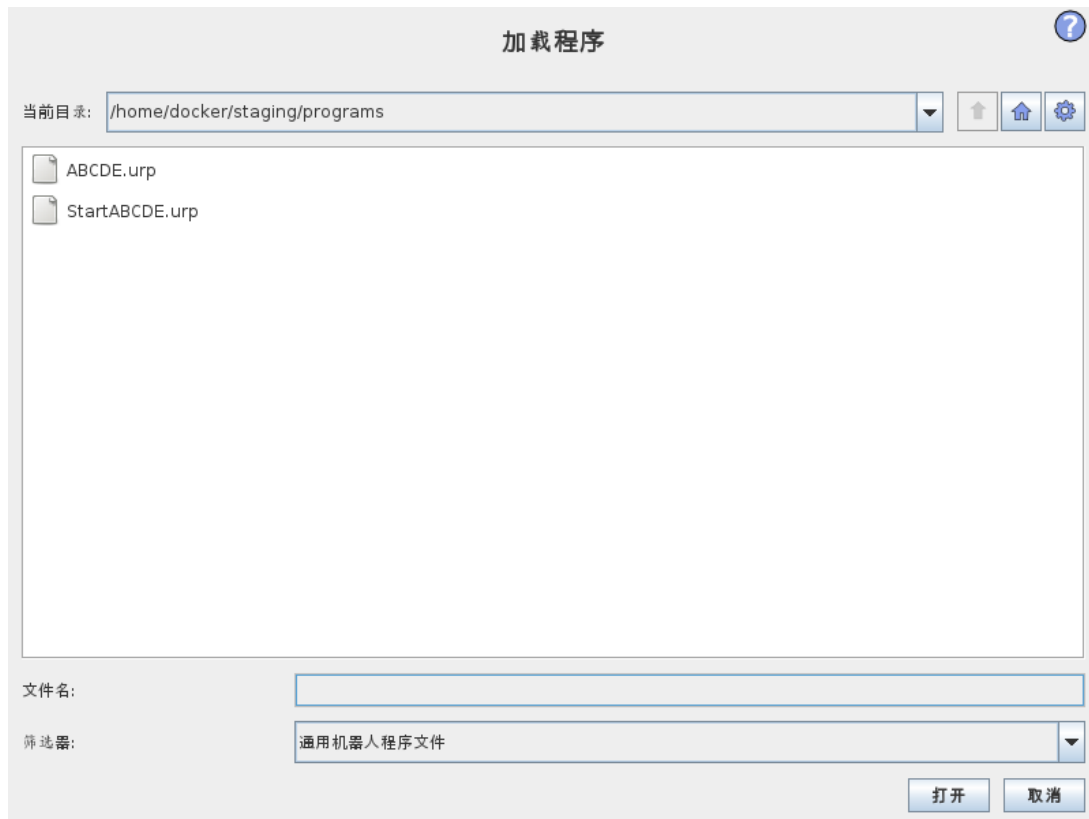 加载程序
?
当前目录: /home/docker/staging/programs
ABCDE.urp
StartABCDE.urp
文件名:
筛选器: 通用机器人程序文件
打开 取消